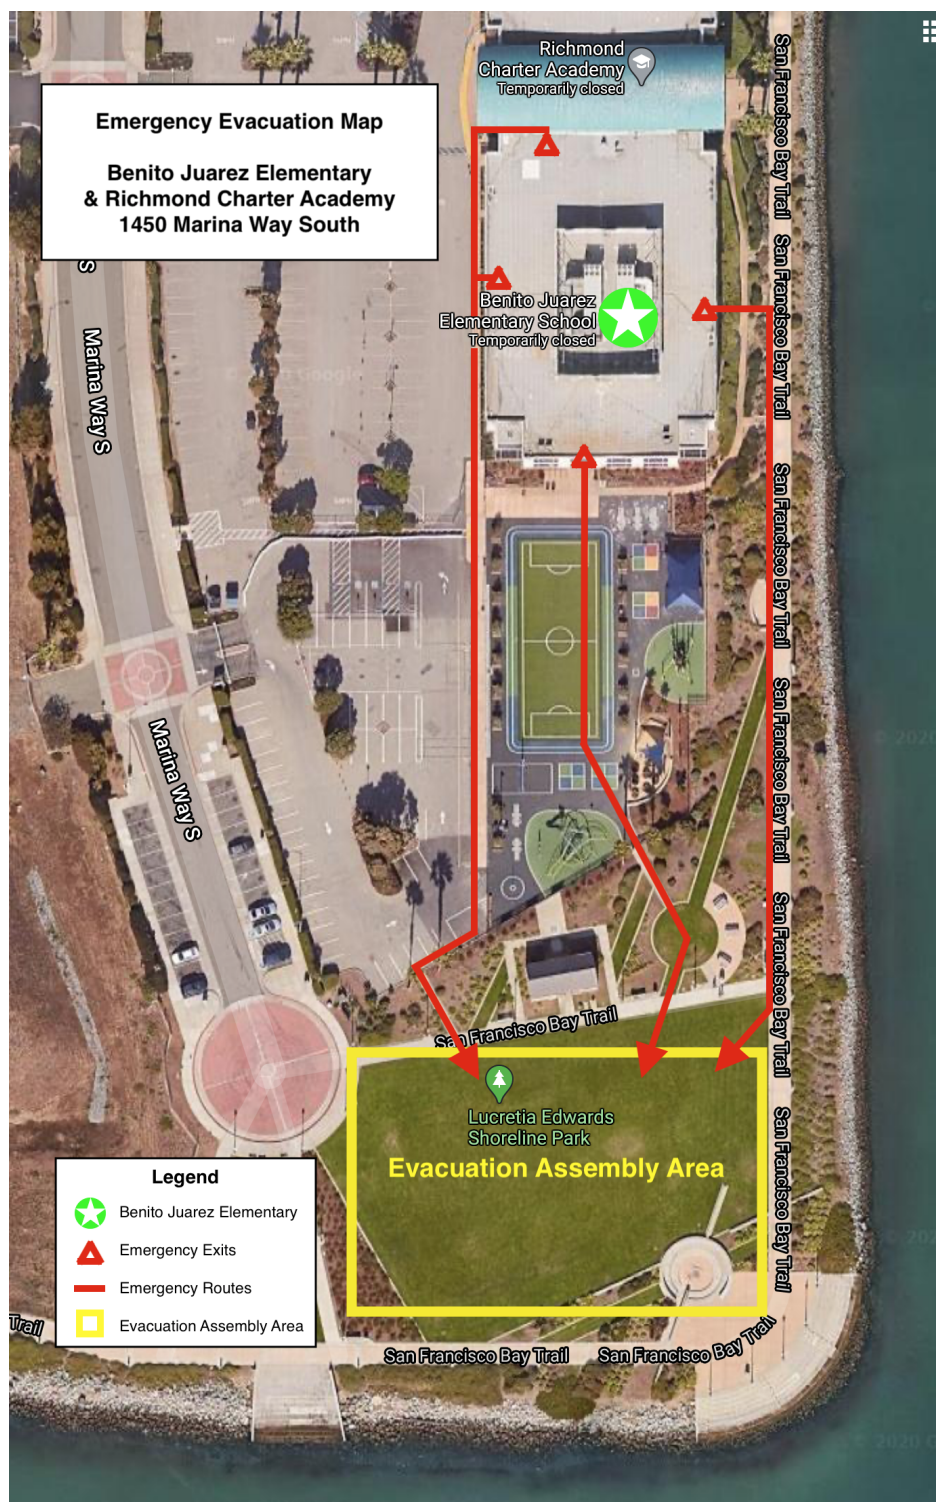 Emergency Evacuation Map
Benito Juarez Elementary
& Richmond Charter Academy
1450 Marina Way South
Richmond
Charter Academy
Temporarily closed
San Francisco Bay Trail
San Francisco Bay Trail
S
Marina Way S
Benito Juarez
Elementary School
Temporarily closed
Google
San Francisco Bay Trail
San Francisco Bay Trail
© 2020
Marina Way S
San Francisco Bay Trail
San Francisco Bay Trail
Lucretia Edwards
Shoreline Park
Evacuation Assembly Area
San Francisco Bay Trail
Legend
Benito Juarez Elementary
Emergency Exits
Emergency Routes
Evacuation Assembly Area
Trail
San Francisco Bay Trail
San Francisco Bay Trail
© 2020